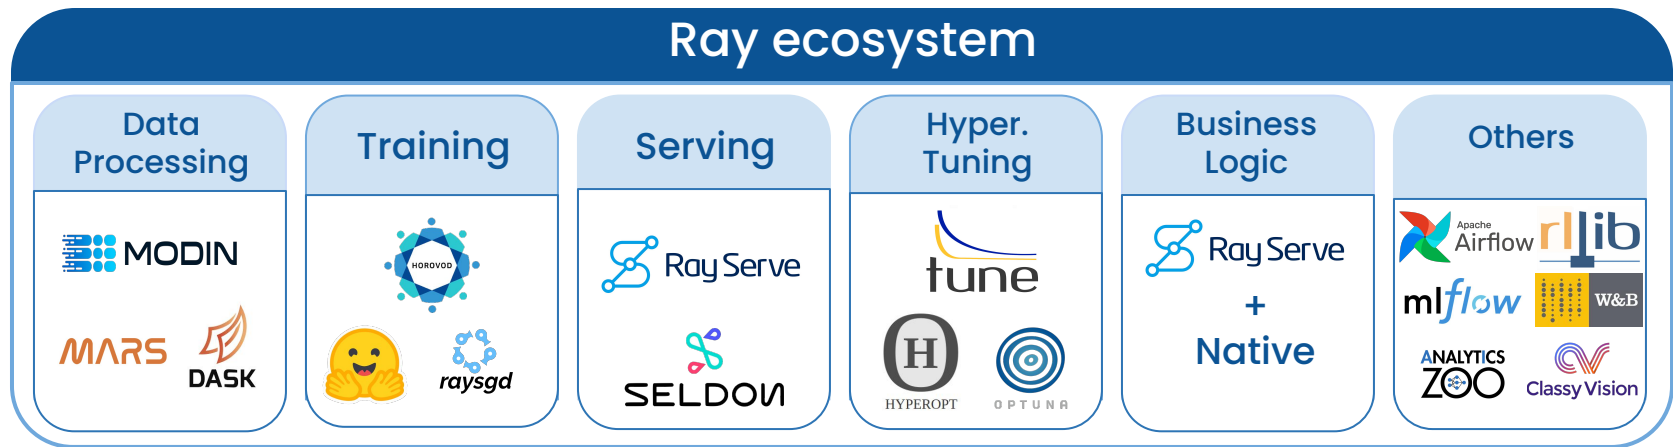 Ray ecosystem
Data
Processing
MODIN
MARS
DASK
Training
HOROVOD
raysgd
Serving
Ray Serve
SELDON
Hyper.
Tuning
tune
H
HYPEROPT
OPTUNA
Business
Logic
Ray Serve
+
Native
Others
Apache
Airflow
rllib
mlflow
W&B
ANALYTICS
ZOO
Classy Vision